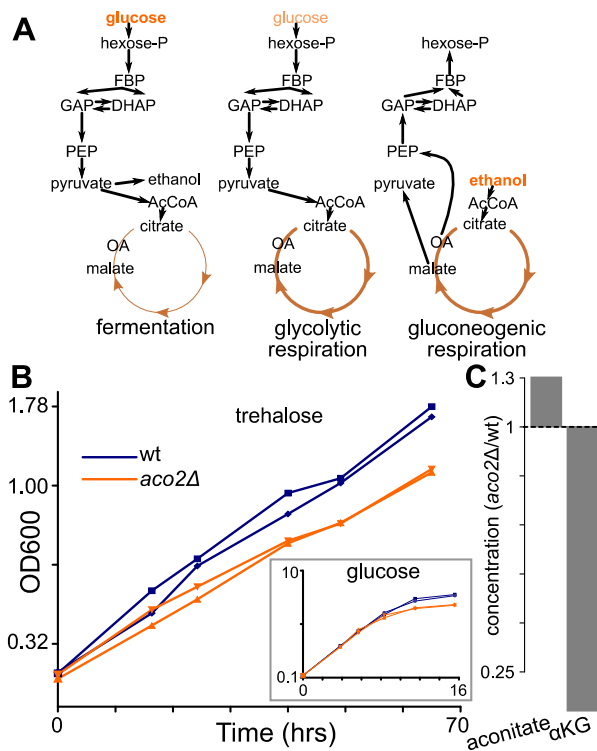 A
glucose
hexose-P
FBP
GAP
DHAP
PEP
pyruvate
ethanol
AcCoA
citrate
OA
malate
fermentation
glucose
hexose-P
FBP
GAP
DHAP
PEP
pyruvate
AcCoA
citrate
OA
malate
glycolytic
respiration
hexose-P
FBP
GAP
DHAP
PEP
pyruvate
ethanol
AcCoA
citrate
OA
malate
gluconeogenic
respiration
B
trehalose
wt
aco2Δ
OD600
1.78
1.00
0.32
0
70
Time (hrs)
glucose
10
0.1
0
16
C
concentration (aco2Δ/wt)
1.3
1
0.25
aconitate
αKG